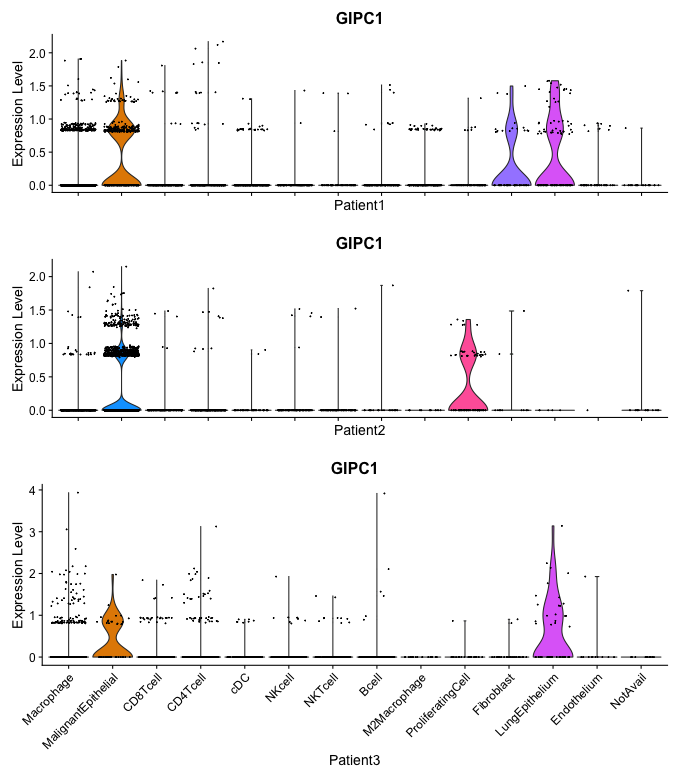 GIPC1
Expression Level
2.0
1.5
1.0
0.5
0.0
Patient1
GIPC1
Expression Level
2.0
1.5
1.0
0.5
0.0
Patient2
GIPC1
Expression Level
4
3
2
1
0
Macrophage
MalignantEpithelial
CD8Tcell
CD4Tcell
cDC
NKcell
NKTcell
Bcell
M2Macrophage
ProliferatingCell
Fibroblast
LungEpithelium
Endothelium
NotAvail
Patient3